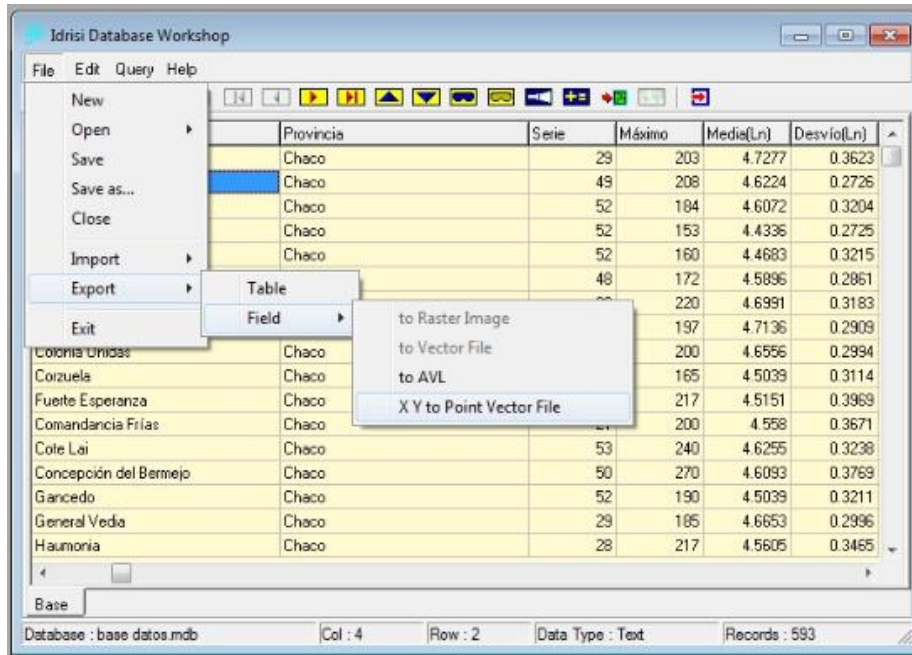 Idrisi Database Workshop
File Edit Query Help
New
Open
Save
Save as...
Close
Import
Export
Exit
Table
Field
to Raster Image
to Vector File
to AVL
X Y to Point Vector File
Provincia Serie Máximo Media(Ln) Desvío(Ln)
Chaco 29 203 4.7277 0.3623
Chaco 49 208 4.6224 0.2726
Chaco 52 184 4.6072 0.3204
Chaco 52 153 4.4336 0.2725
Chaco 52 160 4.4683 0.3215
48 172 4.5896 0.2861
220 4.6991 0.3183
197 4.7136 0.2909
Colonia Unidas Chaco 200 4.6556 0.2994
Corzuela Chaco 165 4.5039 0.3114
Fuerte Esperanza Chaco 217 4.5151 0.3969
Comandancia Frías Chaco 200 4.558 0.3671
Cote Lai Chaco 53 240 4.6255 0.3238
Concepción del Bermejo Chaco 50 270 4.6093 0.3769
Gancedo Chaco 52 190 4.5039 0.3211
General Vedia Chaco 29 185 4.6653 0.2996
Haumonia Chaco 28 217 4.5605 0.3465
Base
Database : base datos.mdb Col : 4 Row : 2 Data Type : Text Records : 593